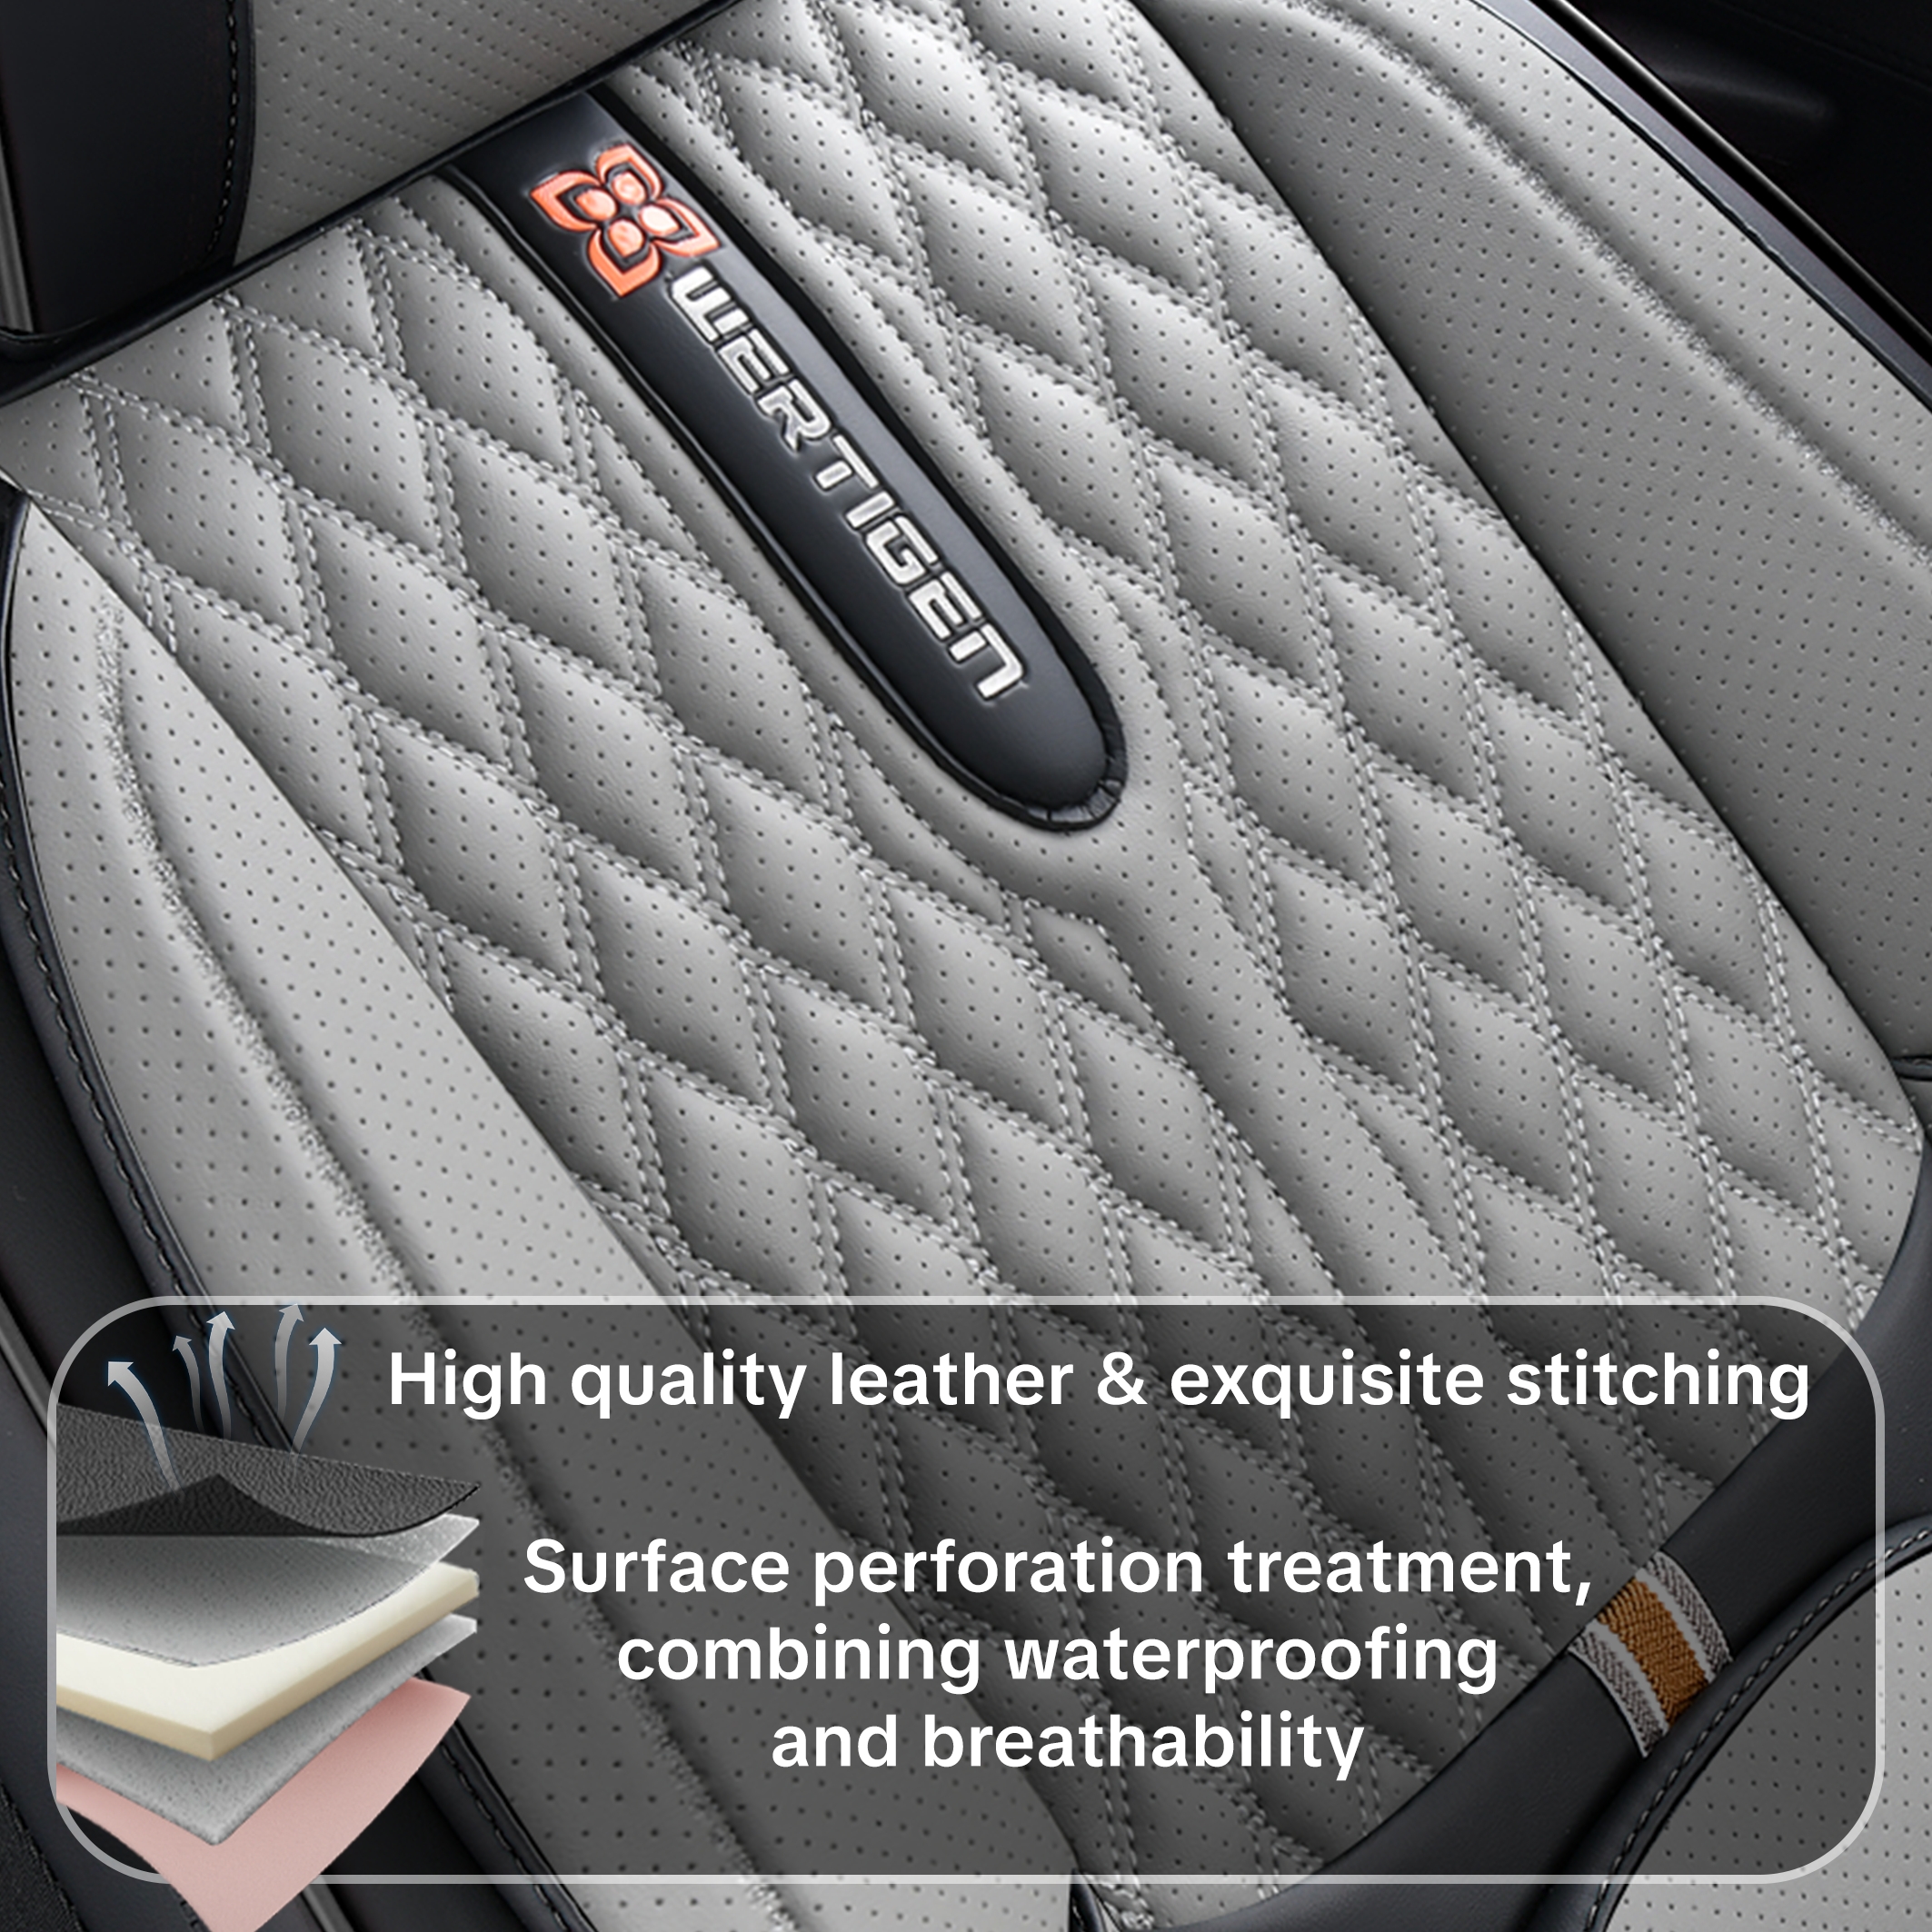 WERTIGEN
High quality leather & exquisite stitching
Surface perforation treatment,
combining waterproofing
and breathability